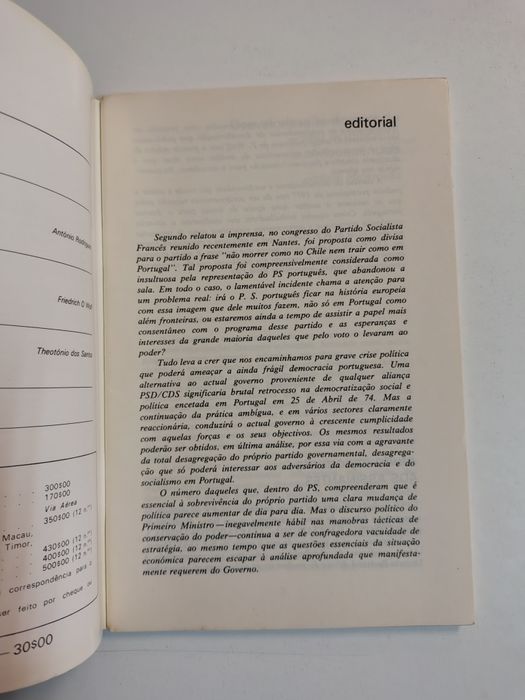 António Rodrigues
Friedrich O Wolf
Theotónio dos Santos
300$00
170$00
Via Aérea
350$00 (12 n.ºs)
Macau,
Timor.
430$00 (12 n.ºs)
400$00 (12 n.ºs)
500$00 (12 n.ºs)
correspondência para a
ser feito por cheque ou
— 30$00
editorial
Segundo relatou a imprensa, no congresso do Partido Socialista
Francês reunido recentemente em Nantes, foi proposta como divisa
para o partido a frase "não morrer como no Chile nem trair como em
Portugal". Tal proposta foi compreensivelmente considerada como
insultuosa pela representação do PS português, que abandonou a
sala. Em todo o caso, o lamentável incidente chama a atenção para
um problema real: irá o P. S. português ficar na história europeia
com essa imagem que dele muitos fazem, não só em Portugal como
além fronteiras, ou estaremos ainda a tempo de assistir a papel mais
consentâneo com o programa desse partido e as esperanças e
interesses da grande maioria daqueles que pelo voto o levaram ao
poder?
Tudo leva a crer que nos encaminhamos para grave crise política
que poderá ameaçar a ainda frágil democracia portuguesa. Uma
alternativa ao actual governo proveniente de qualquer aliança
PSD/CDS significaria brutal retrocesso na democratização social e
política encetada em Portugal em 25 de Abril de 74. Mas a
continuação da prática ambígua, e em vários sectores claramente
reaccionária, conduzirá o actual governo à crescente cumplicidade
com aquelas forças e os seus objectivos. Os mesmos resultados
poderão ser obtidos, em última análise, por essa via com a agravante
da total desagregação do próprio partido governamental, desagrega-
ção que só poderá interessar aos adversários da democracia e do
socialismo em Portugal.
O número daqueles que, dentro do PS, compreenderam que é
essencial à sobrevivência do próprio partido uma clara mudança de
política parece aumentar de dia para dia. Mas o discurso político do
Primeiro Ministro—inegavelmente hábil nas manobras tácticas de
conservação do poder—continua a ser de confragedora vacuidade de
estratégia, ao mesmo tempo que as questões essenciais da situação
económica parecem escapar à análise aprofundada que manifesta-
mente requerem do Governo.